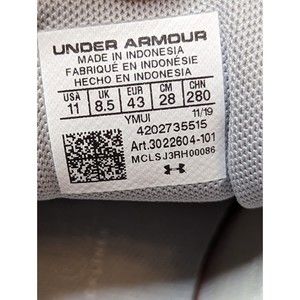 UNDER ARMOUR
MADE IN INDONESIA
FABRIQUÉ EN INDONÉSIE
HECHO EN INDONESIA
USA UK EUR CM CHN
11 8.5 43 28 280
YMUI 11/19
4202735515
Art.3022604-101
MCLSJ3RH00086